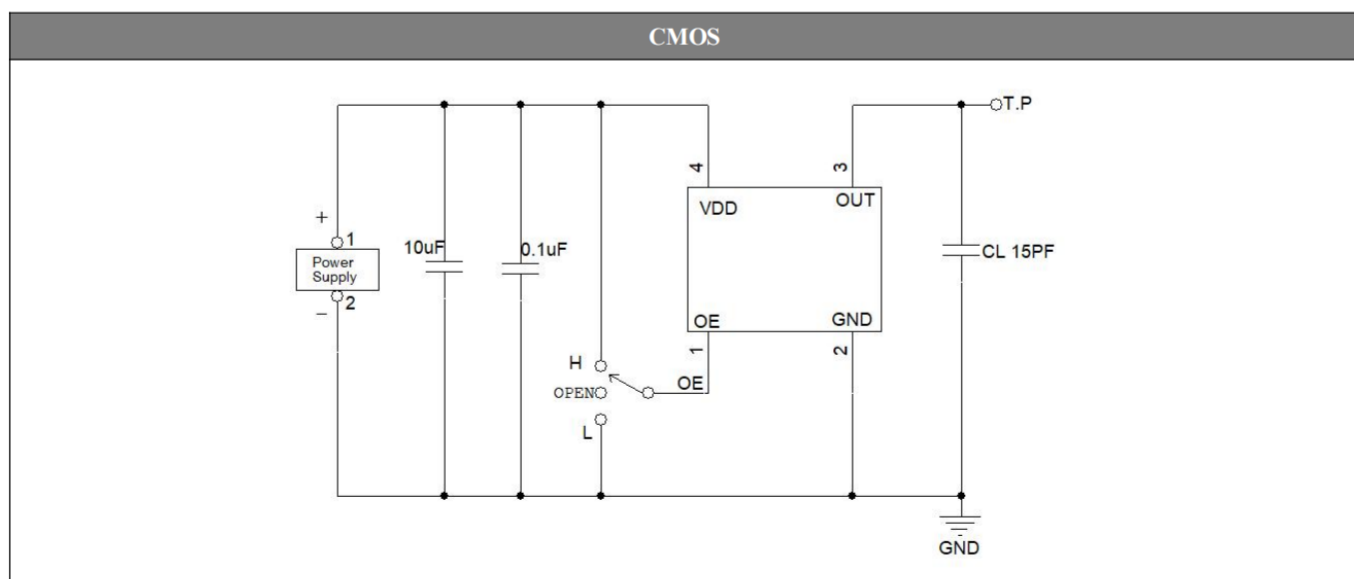 CMOS
T.P
4
3
VDD
OUT
+
1
10uF
0.1uF
CL 15PF
Power
Supply
2
−
OE
GND
1
2
H
OE
OPEN
L
GND